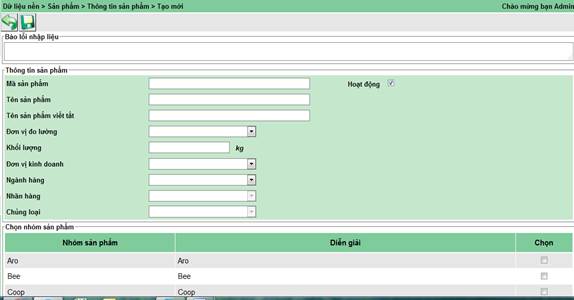 Dữ liệu nền > Sản phẩm > Thông tin sản phẩm > Tạo mới Chào mừng bạn Admin
Báo lỗi nhập liệu
Thông tin sản phẩm
Mã sản phẩm Hoạt động
Tên sản phẩm
Tên sản phẩm viết tắt
Đơn vị đo lường
Khối lượng kg
Đơn vị kinh doanh
Ngành hàng
Nhãn hàng
Chủng loại
Chọn nhóm sản phẩm
Nhóm sản phẩm Diễn giải Chọn
Aro Aro
Bee Bee
Coop Coop